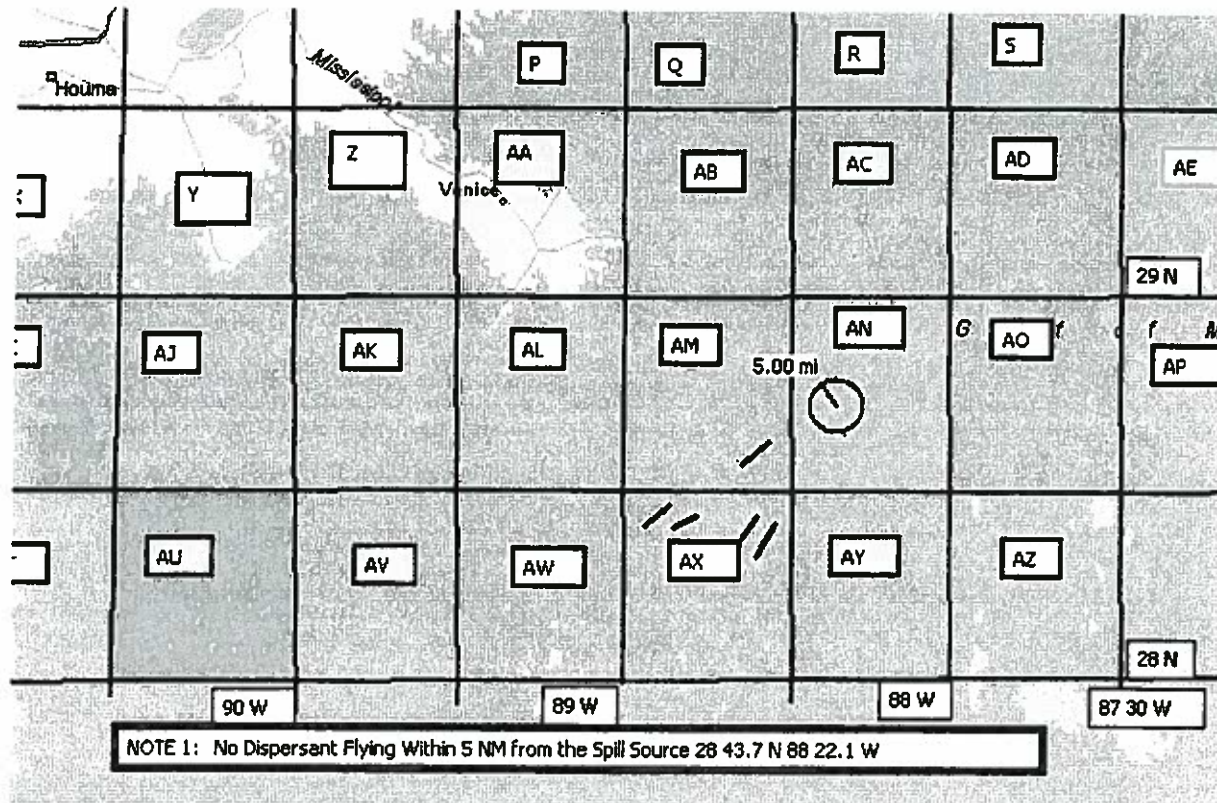 P
Q
R
S
Houma
Mississipp
Z
AA
AB
AC
AD
AE
Y
Venice
29 N
AJ
AK
AL
AM
AN
G
AO
f
o
f
M
AP
5.00 mi
AU
AV
AW
AX
AY
AZ
28 N
90 W
89 W
88 W
87 30 W
NOTE 1: No Dispersant Flying Within 5 NM from the Spill Source 28 43.7 N 88 22.1 W